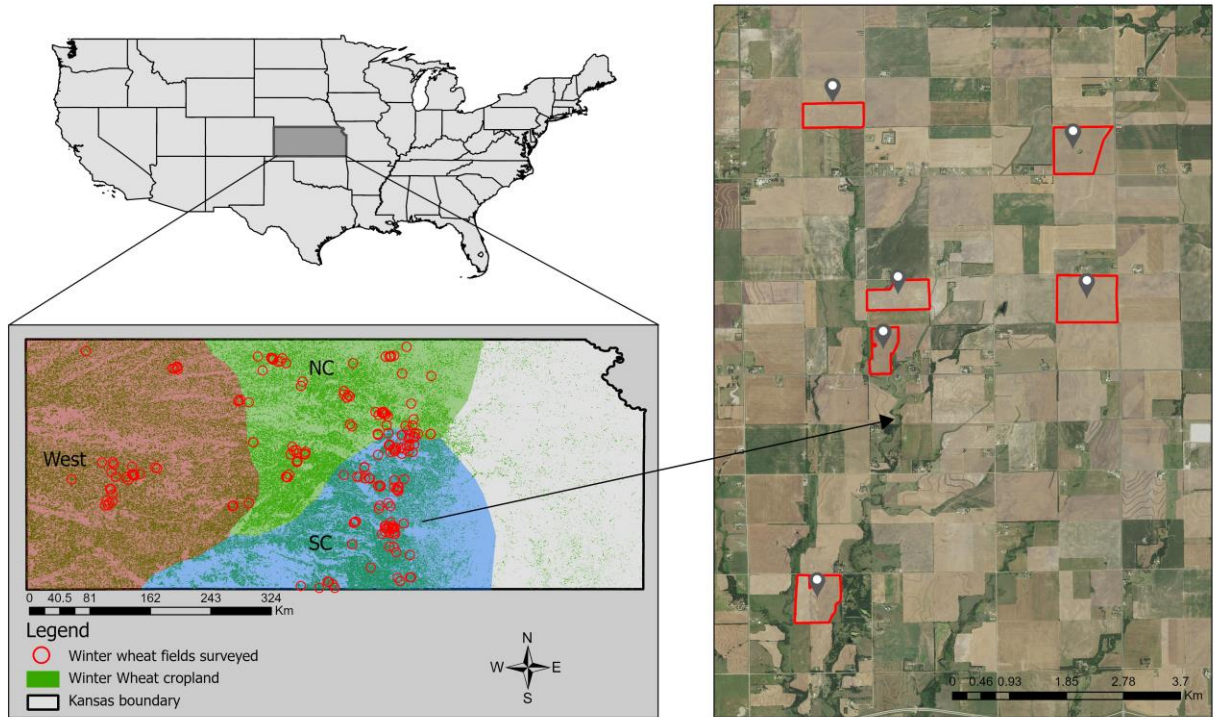 NC
West
SC
0 40.5 81 162 243 324
Km
Legend
Winter wheat fields surveyed
Winter Wheat cropland
Kansas boundary
N
W E
S
0 0.46 0.93 1.85 2.78 3.7
Km